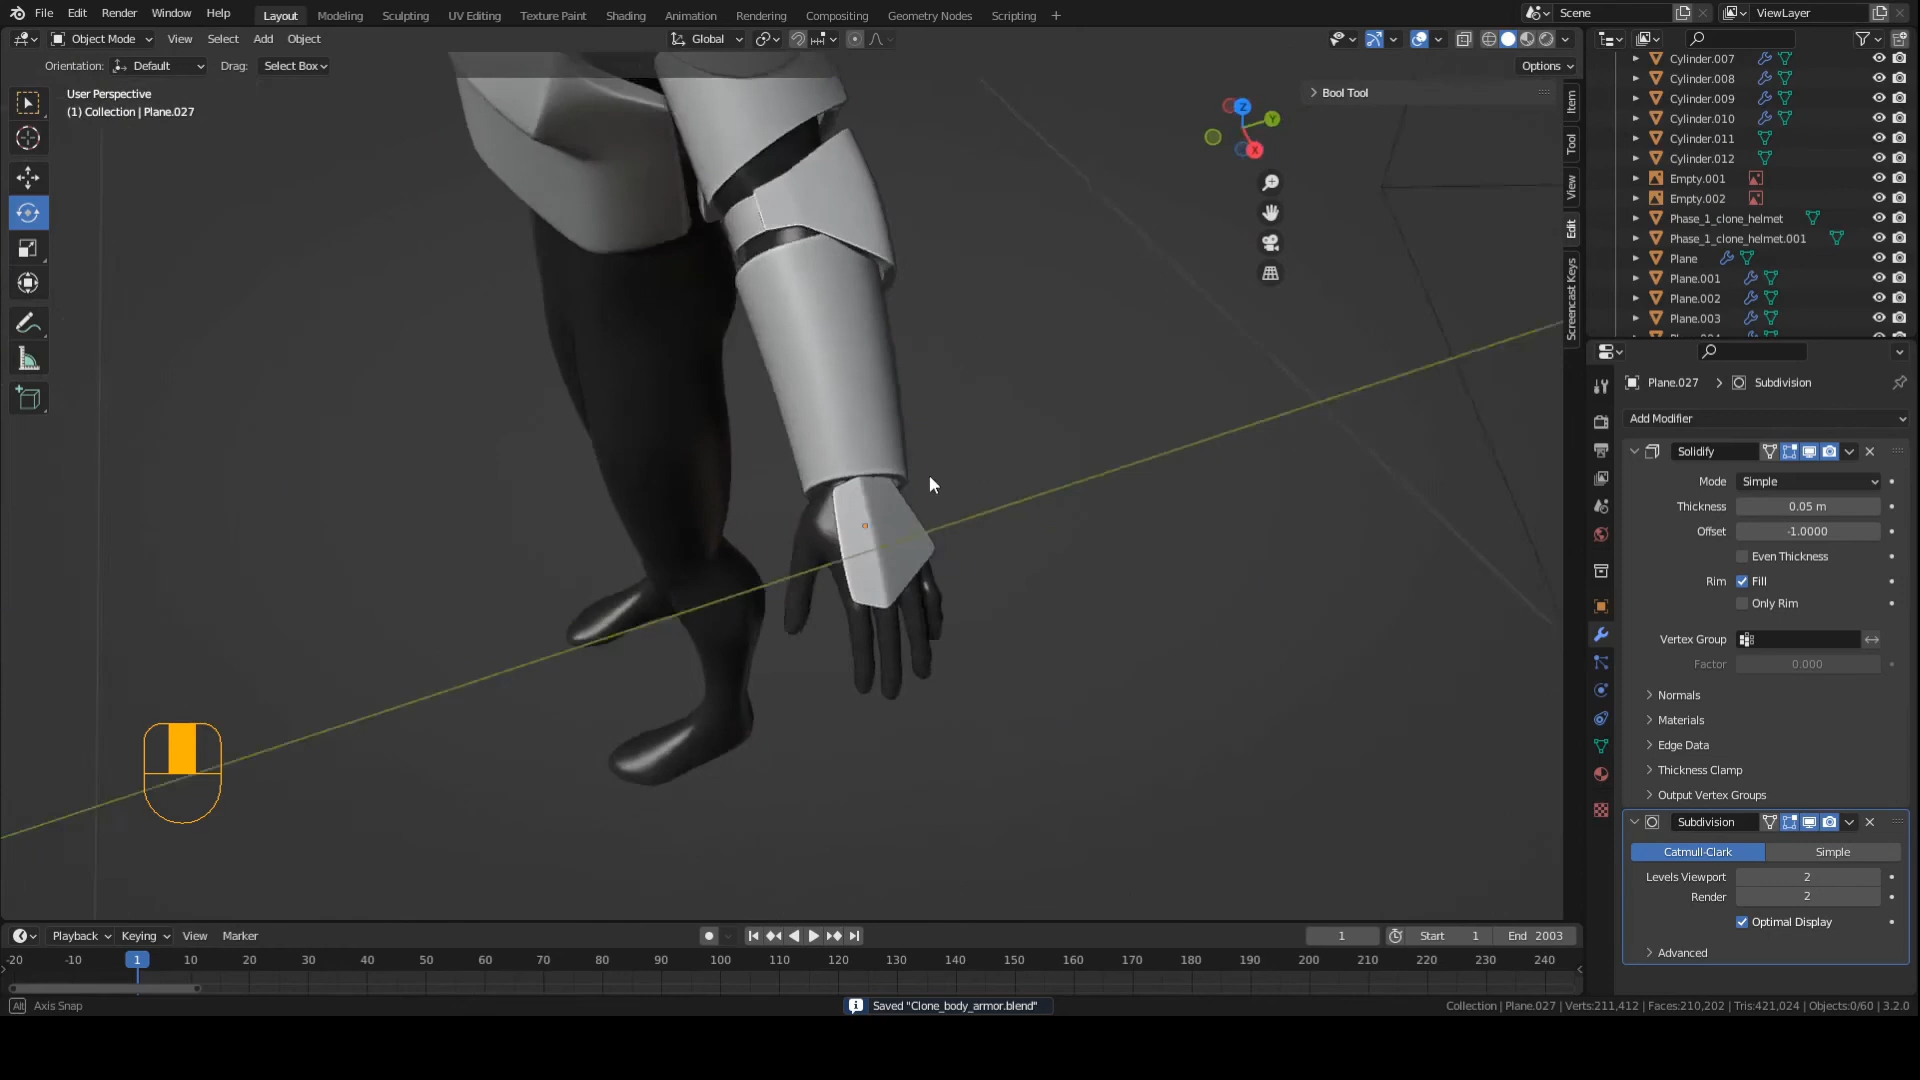 File Edit Render Window Help Layout Modeling Sculpting UV Editing Texture Paint Shading Animation Rendering Compositing Geometry Nodes Scripting + Scene ViewLayer
Object Mode View Select Add Object Global
Orientation: Default Drag: Select Box Options
User Perspective
(1) Collection | Plane.027
Bool Tool
Item
Tool
View
Edit
Screencast Keys
Z
Y
X
Cylinder.007
Cylinder.008
Cylinder.009
Cylinder.010
Cylinder.011
Cylinder.012
Empty.001
Empty.002
Phase_1_clone_helmet
Phase_1_clone_helmet.001
Plane
Plane.001
Plane.002
Plane.003
Plane.027 > Subdivision
Add Modifier
Solidify
Mode Simple
Thickness 0.05 m
Offset -1.0000
Even Thickness
Rim Fill
Only Rim
Vertex Group
Factor 0.000
Normals
Materials
Edge Data
Thickness Clamp
Output Vertex Groups
Subdivision
Catmull-Clark Simple
Levels Viewport 2
Render 2
Optimal Display
Advanced
Playback Keying View Marker 1 Start 1 End 2003
-20 -10 1 10 20 30 40 50 60 70 80 90 100 110 120 130 140 150 160 170 180 190 200 210 220 230 240
Alt Axis Snap Saved "Clone_body_armor.blend" Collection | Plane.027 | Verts:211,412 | Faces:210,202 | Tris:421,024 | Objects:0/60 | 3.2.0